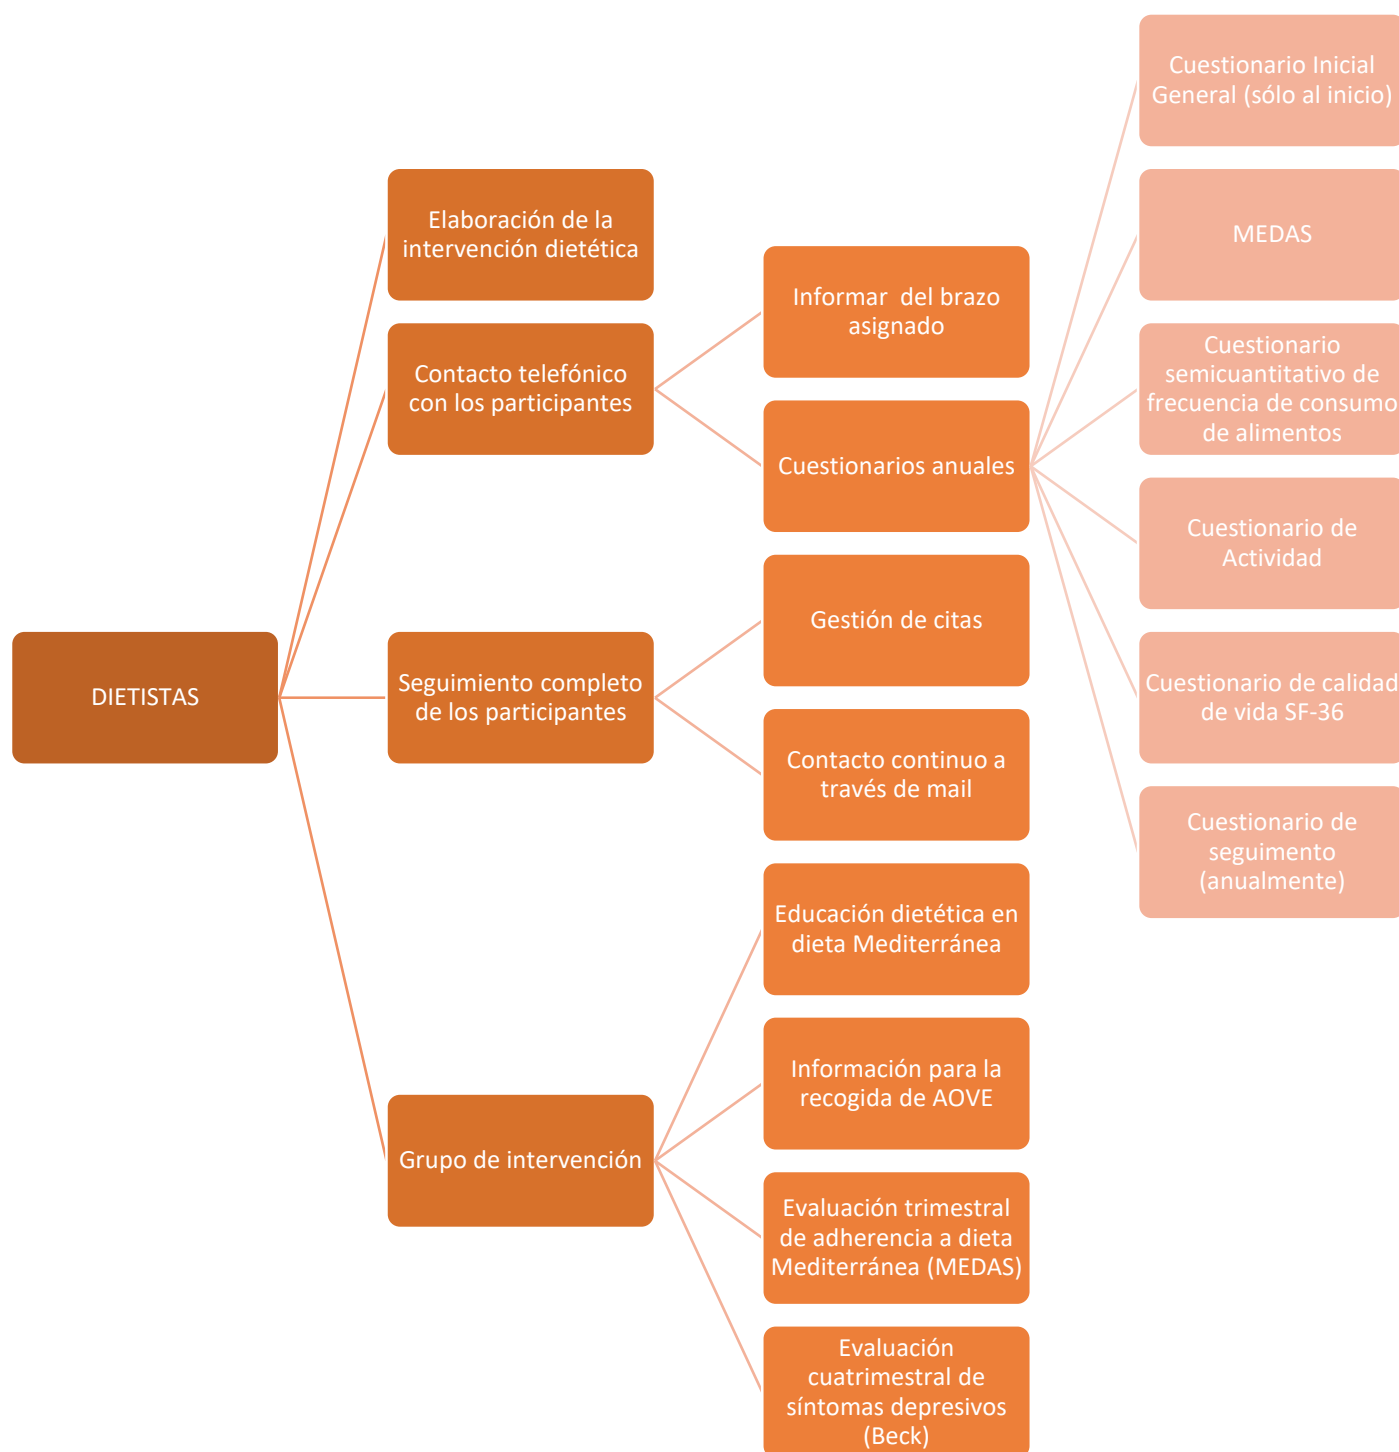 DIETISTAS
Elaboración de la
intervención dietética
Contacto telefónico
con los participantes
Informar del brazo
asignado
Cuestionarios anuales
Cuestionario Inicial
General (sólo al inicio)
MEDAS
Cuestionario
semicuantitativo de
frecuencia de consumo
de alimentos
Cuestionario de
Actividad
Cuestionario de calidad
de vida SF-36
Cuestionario de
seguimento
(anualmente)
Seguimiento completo
de los participantes
Gestión de citas
Contacto continuo a
través de mail
Grupo de intervención
Educación dietética en
dieta Mediterránea
Información para la
recogida de AOVE
Evaluación trimestral
de adherencia a dieta
Mediterránea (MEDAS)
Evaluación
cuatrimestral de
síntomas depresivos
(Beck)